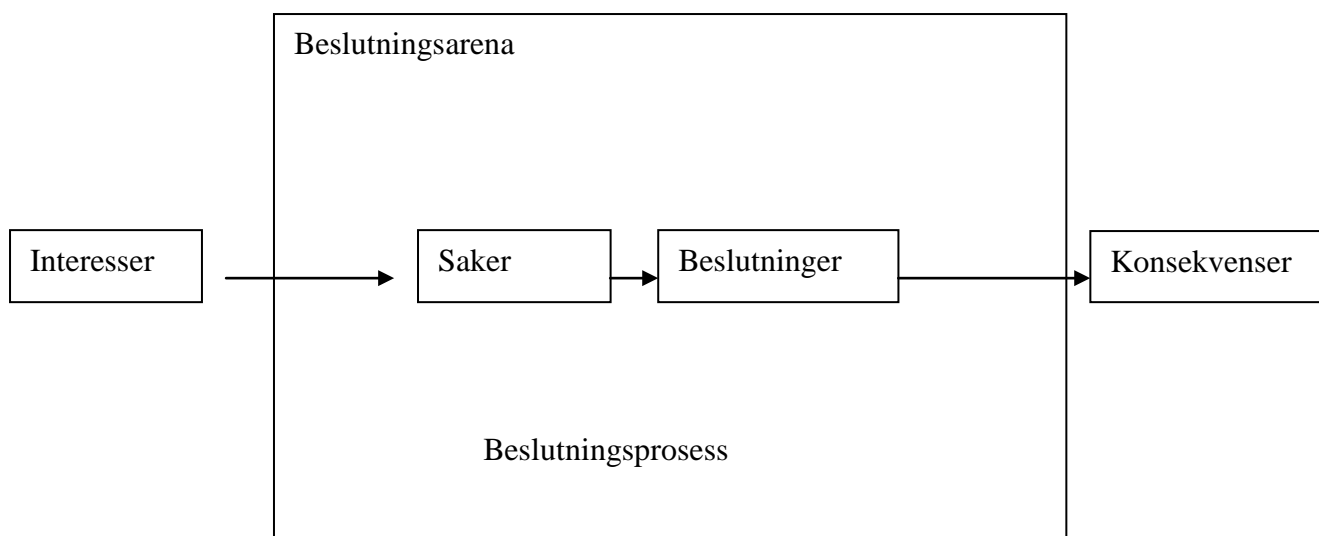 Beslutningsarena
Interesser
Saker
Beslutninger
Konsekvenser
Beslutningsprosess